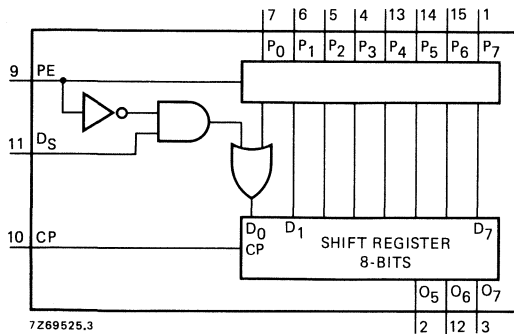 7 6 5 4 13 14 15 1
P0 P1 P2 P3 P4 P5 P6 P7
9 PE
11 DS
D0 D1 D7
10 CP CP
SHIFT REGISTER
8-BITS
O5 O6 O7
7Z69525.3 2 12 3